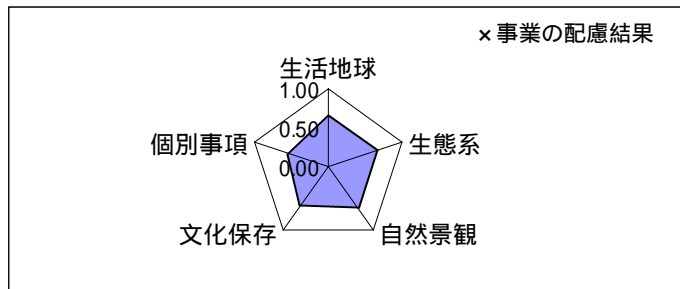 ×事業の配慮結果
生活地球
1.00
0.50
個別事項
生態系
0.00
文化保存
自然景観